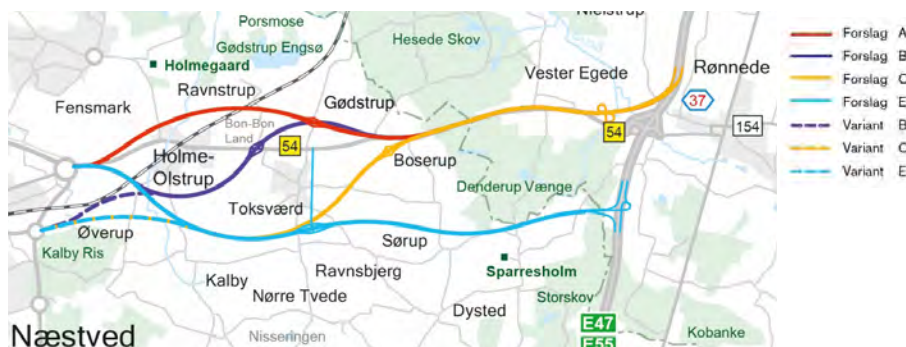 Porsmose
Nielstrup
Gødstrup Engsø
Hesede Skov
Holmegaard
Ravnstrup
Vester Egede
Rønnede
Fensmark
Gødstrup
37
Bon-Bon
Land
54
54
154
Holme-
Olstrup
Boserup
Denderup Vænge
Toksværd
Øverup
Sørup
Kalby Ris
Kalby
Ravnsbjerg
Sparresholm
Nørre Tvede
Dysted
Storskov
Næstved
Nisseringen
E47
E55
Kobanke
Forslag A
Forslag B
Forslag C
Forslag E
Variant B
Variant C
Variant E